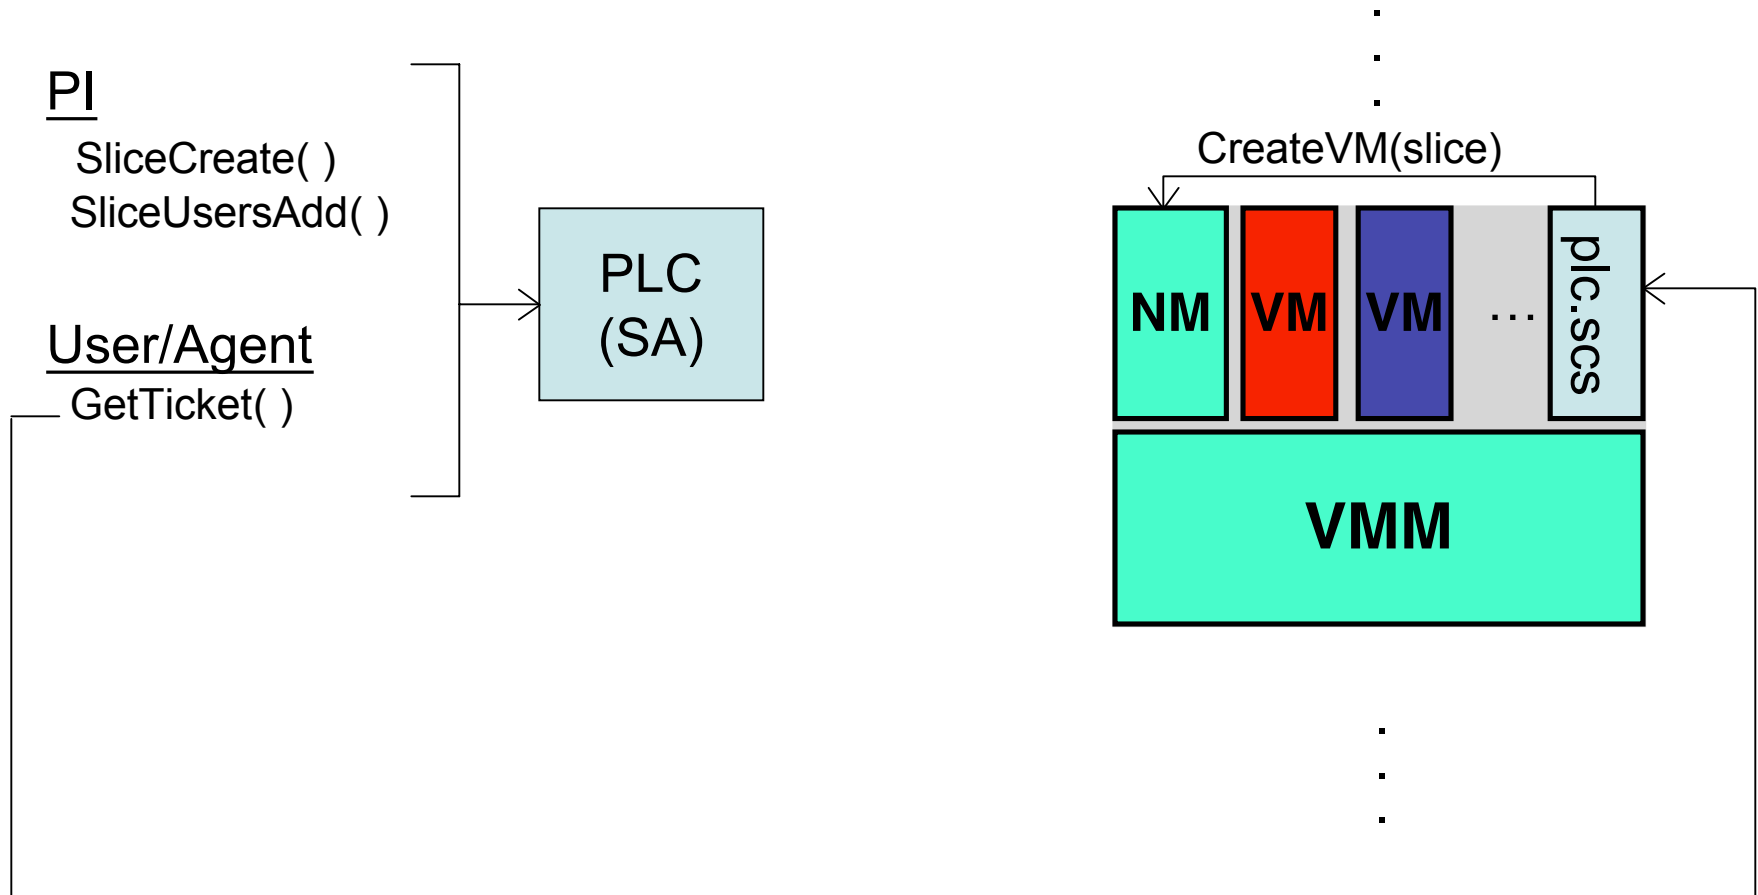 PI
SliceCreate( )
SliceUsersAdd( )
User/Agent
GetTicket( )
PLC
(SA)
CreateVM(slice)
NM
VM
VM
...
plc.scs
VMM